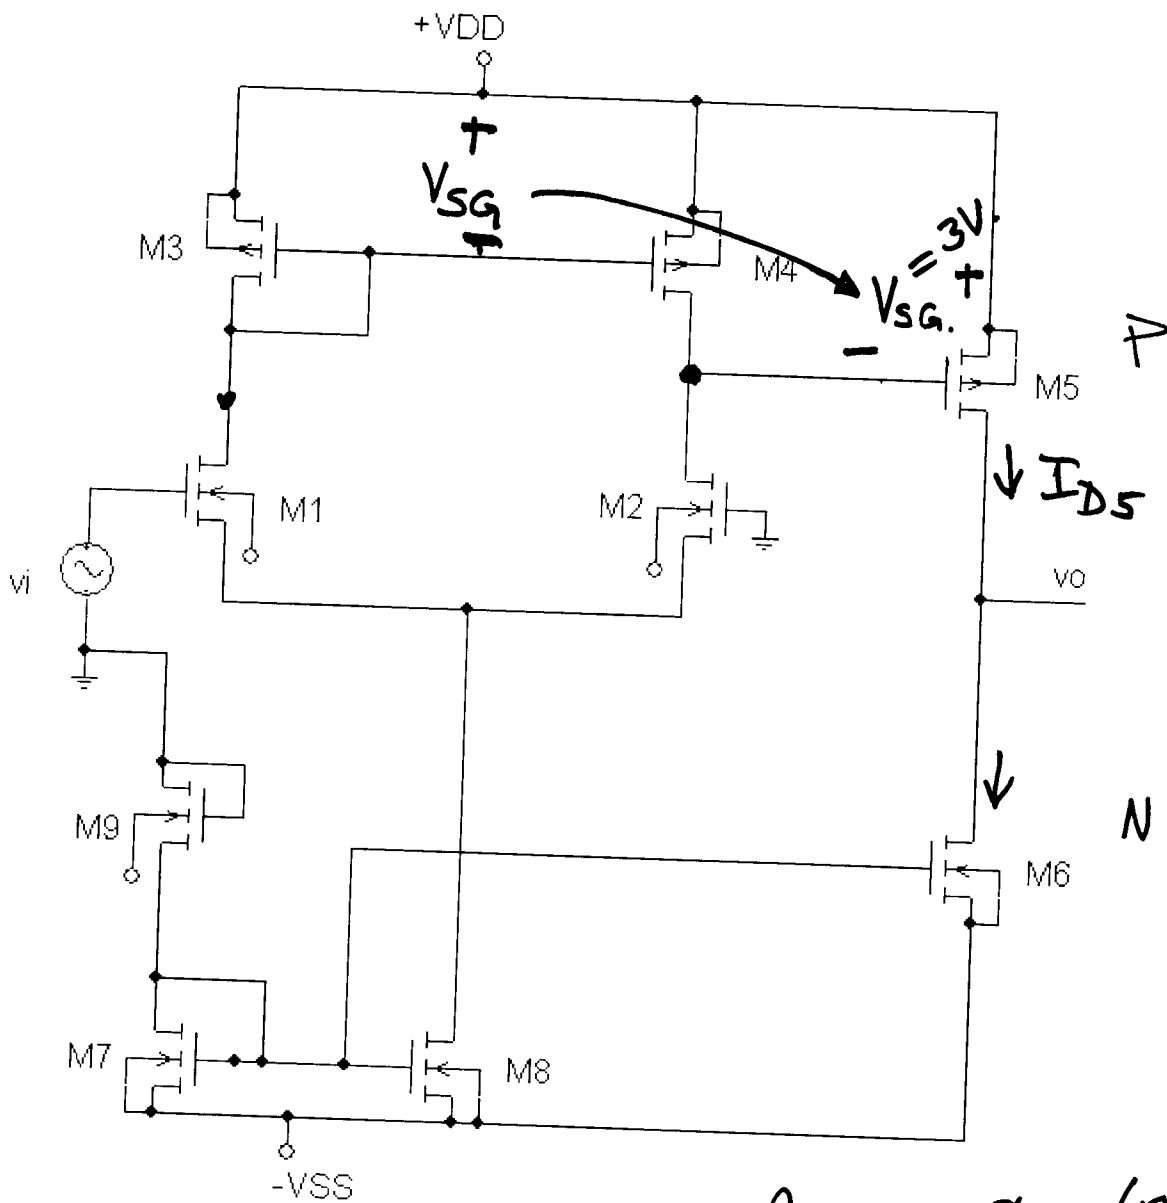 +VDD
+
VSG
-
= 3V
M3
M4
VSG. +
-
P
M5
↓ ID5
M1
M2
vi
vo
↓
M9
N
M6
M7
M8
-VSS